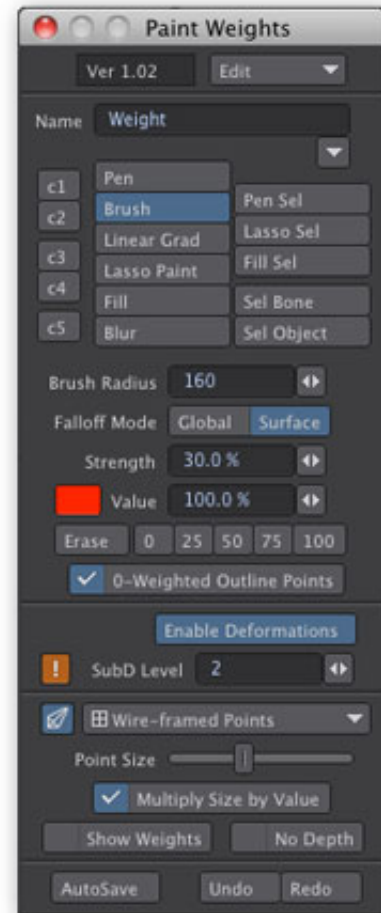 Paint Weights
Ver 1.02 Edit
Name Weight
c1 Pen
c2 Brush Pen Sel
Linear Grad Lasso Sel
c3 Lasso Paint Fill Sel
c4 Fill Sel Bone
c5 Blur Sel Object
Brush Radius 160
Falloff Mode Global Surface
Strength 30.0 %
Value 100.0 %
Erase 0 25 50 75 100
0-Weighted Outline Points
Enable Deformations
! SubD Level 2
Wire-framed Points
Point Size
Multiply Size by Value
Show Weights No Depth
AutoSave Undo Redo